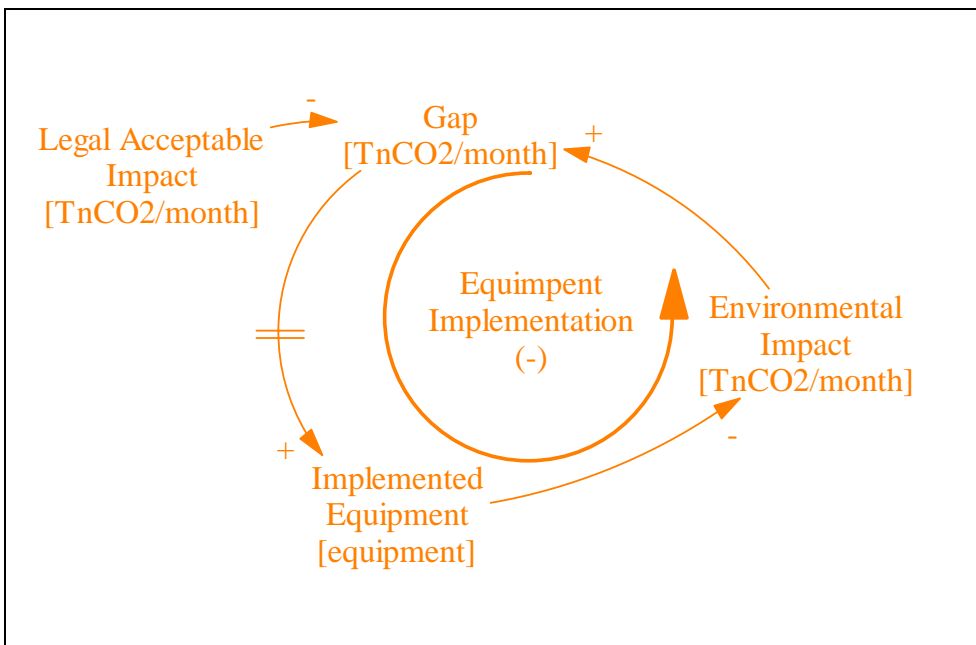 -
Legal Acceptable
Impact
[TnCO2/month]
Gap
[TnCO2/month]
+
Equimpent
Implementation
(-)
Environmental
Impact
[TnCO2/month]
-
+
Implemented
Equipment
[equipment]